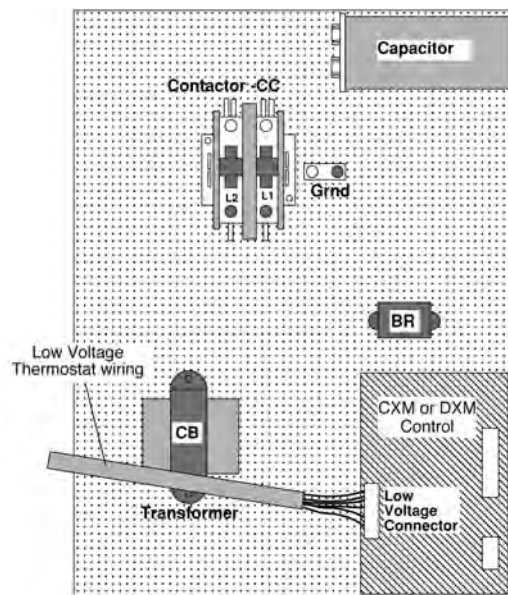 Capacitor
Contactor -CC
L2
L1
Grnd
BR
Low Voltage
Thermostat wiring
CXM or DXM
Control
CB
Low
Voltage
Connector
Transformer